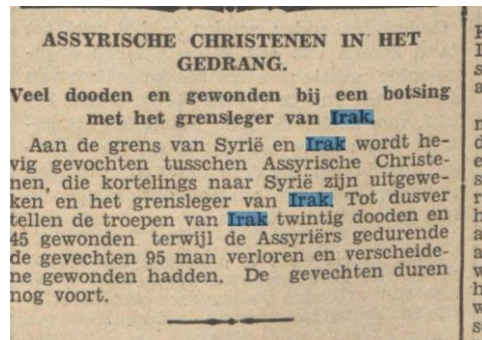 ASSYRISCHE CHRISTENEN IN HET
GEDRANG.
Veel dooden en gewonden bij een botsing
met het grensleger van Irak.
Aan de grens van Syrië en Irak wordt he-
vig gevochten tusschen Assyrische Christe-
nen, die kortelings naar Syrië zijn uitgewe-
ken en het grensleger van Irak. Tot dusver
tellen de troepen van Irak twintig dooden en
45 gewonden terwijl de Assyriërs gedurende
de gevechten 95 man verloren en verscheide-
ne gewonden hadden. De gevechten duren
nog voort.